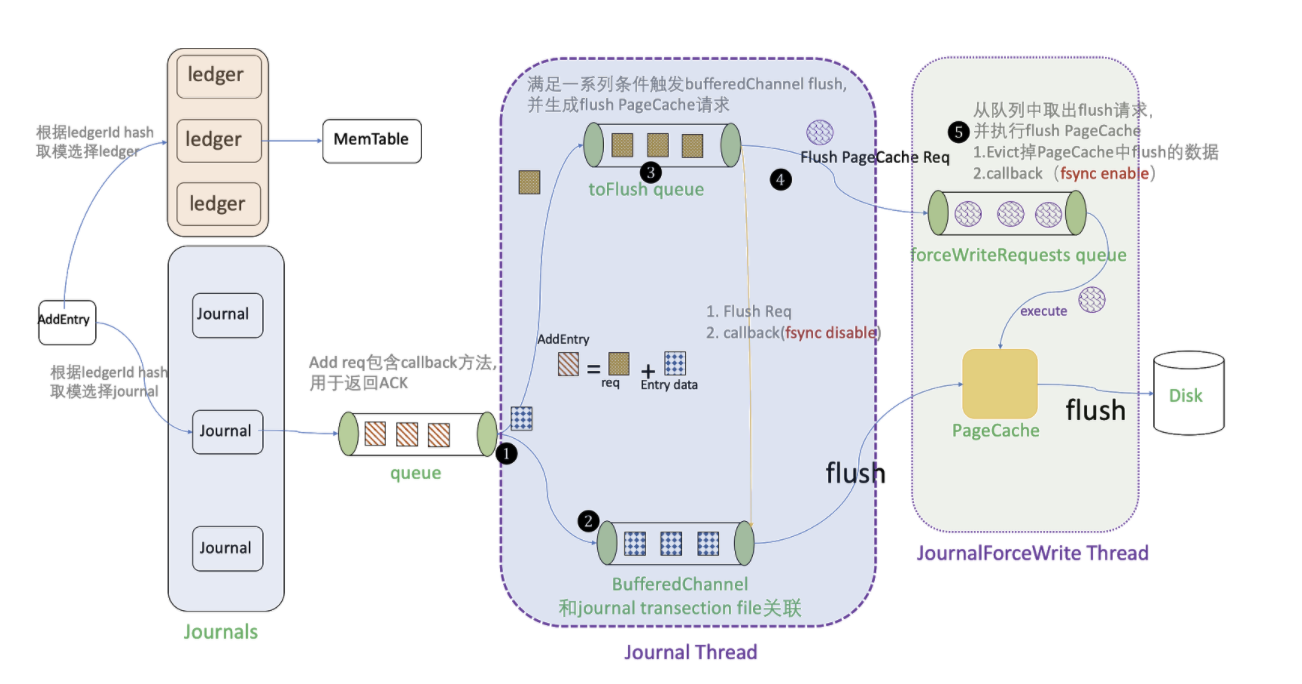 ledger
ledger
ledger
根据ledgerId hash
取模选择ledger
MemTable
AddEntry
根据ledgerId hash
取模选择journal
Journal
Journal
Journal
Journals
Add req包含callback方法,
用于返回ACK
queue
1
满足一系列条件触发bufferedChannel flush,
并生成flush PageCache请求
3
toFlush queue
4
Flush PageCache Req
AddEntry
=
req
+
Entry data
1. Flush Req
2. callback(fsync disable)
2
BufferedChannel
和journal transection file关联
Journal Thread
flush
5
从队列中取出flush请求,
并执行flush PageCache
1.Evict掉PageCache中flush的数据
2.callback（fsync enable）
forceWriteRequests queue
execute
PageCache
flush
Disk
JournalForceWrite Thread